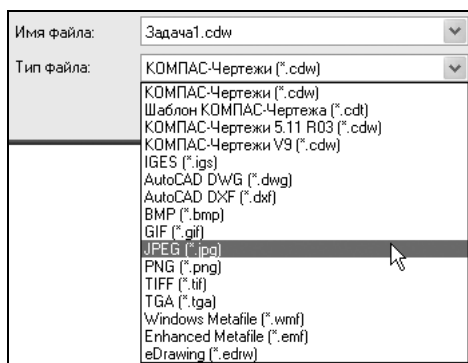 Имя файла: Задача1.cdw
Тип файла: КОМПАС-Чертежи (*.cdw)
КОМПАС-Чертежи (*.cdw)
Шаблон КОМПАС-Чертежа (*.cdt)
КОМПАС-Чертежи 5.11 R03 (*.cdw)
КОМПАС-Чертежи V9 (*.cdw)
IGES (*.igs)
AutoCAD DWG (*.dwg)
AutoCAD DXF (*.dxf)
BMP (*.bmp)
GIF (*.gif)
JPEG (*.jpg)
PNG (*.png)
TIFF (*.tif)
TGA (*.tga)
Windows Metafile (*.wmf)
Enhanced Metafile (*.emf)
eDrawing (*.edrw)